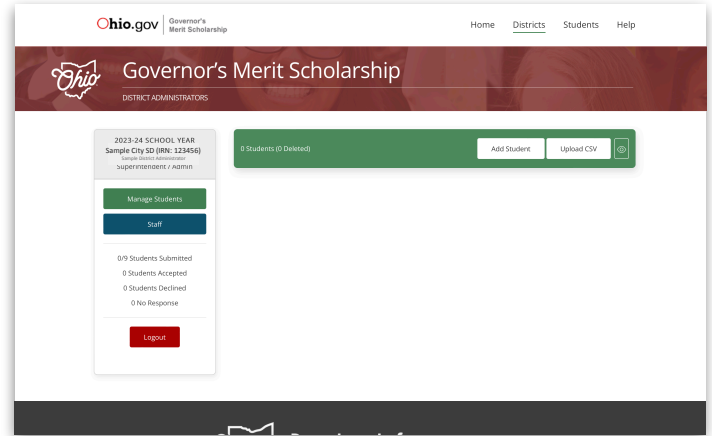 Ohio.gov
Governor's
Merit Scholarship
Home Districts Students Help
Ohio
Governor's Merit Scholarship
DISTRICT ADMINISTRATORS
2023-24 SCHOOL YEAR
Sample City SD (IRN: 123456)
Sample District Administrator
Superintendent / Admin
Manage Students
Staff
0/9 Students Submitted
0 Students Accepted
0 Students Declined
0 No Response
Logout
0 Students (0 Deleted)
Add Student Upload CSV